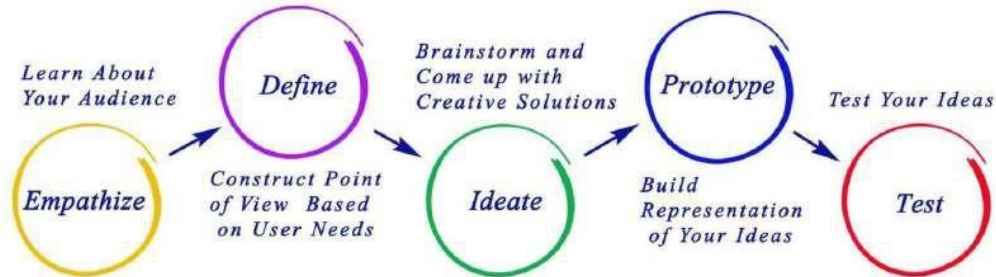 Learn About
Your Audience
Empathize
Define
Construct Point
of View Based
on User Needs
Brainstorm and
Come up with
Creative Solutions
Ideate
Prototype
Build
Representation
of Your Ideas
Test Your Ideas
Test